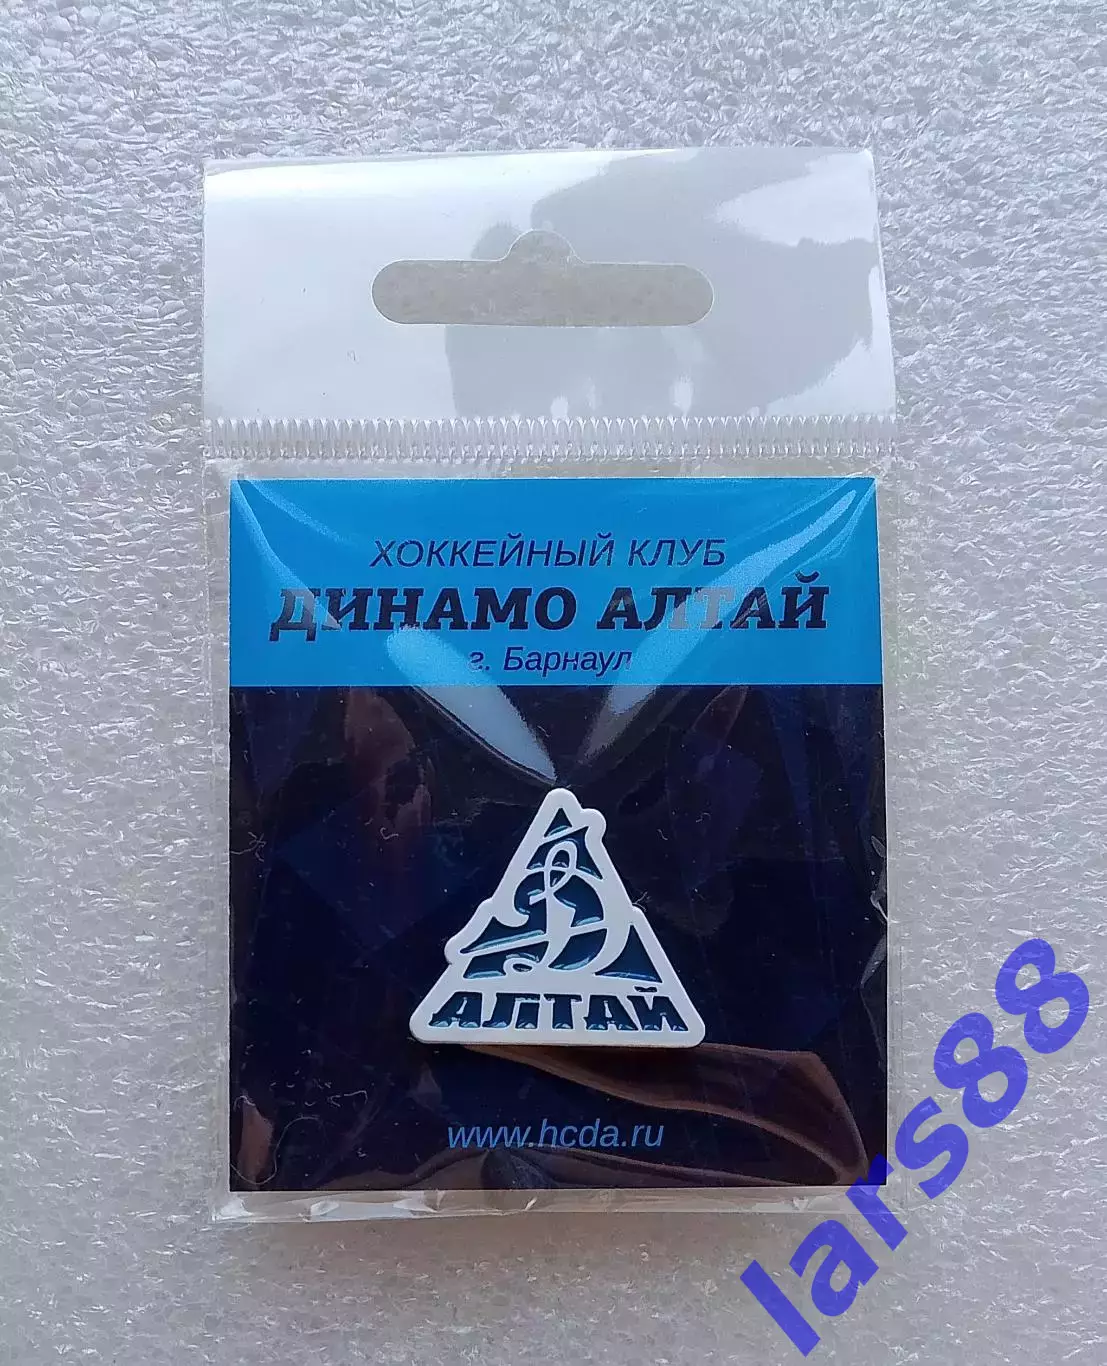 ХОККЕЙНЫЙ КЛУБ
ДИНАМО АЛТАЙ
г. Барнаул
Д
АЛТАЙ
www.hcda.ru
lars88